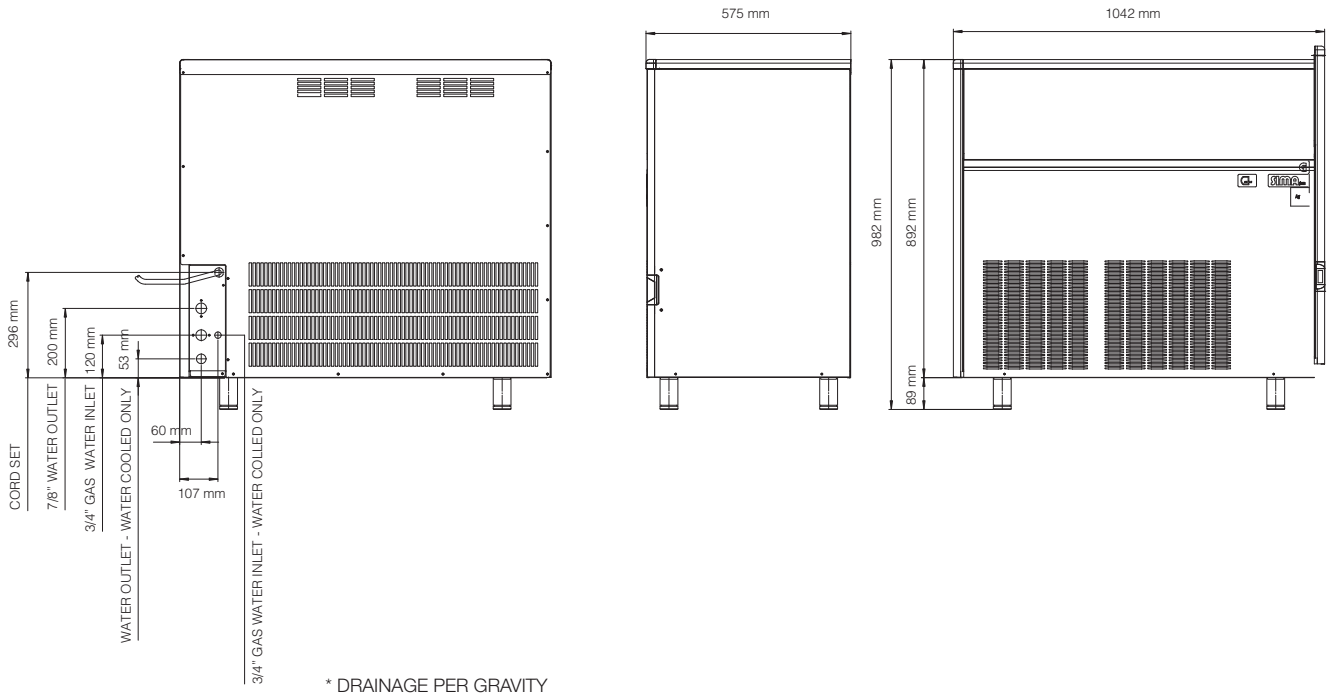 575 mm
1042 mm
982 mm
892 mm
89 mm
SIMAG
296 mm
200 mm
120 mm
53 mm
CORD SET
7/8" WATER OUTLET
3/4" GAS WATER INLET
WATER OUTLET - WATER COOLED ONLY
3/4" GAS WATER INLET - WATER COLLED ONLY
60 mm
107 mm
* DRAINAGE PER GRAVITY